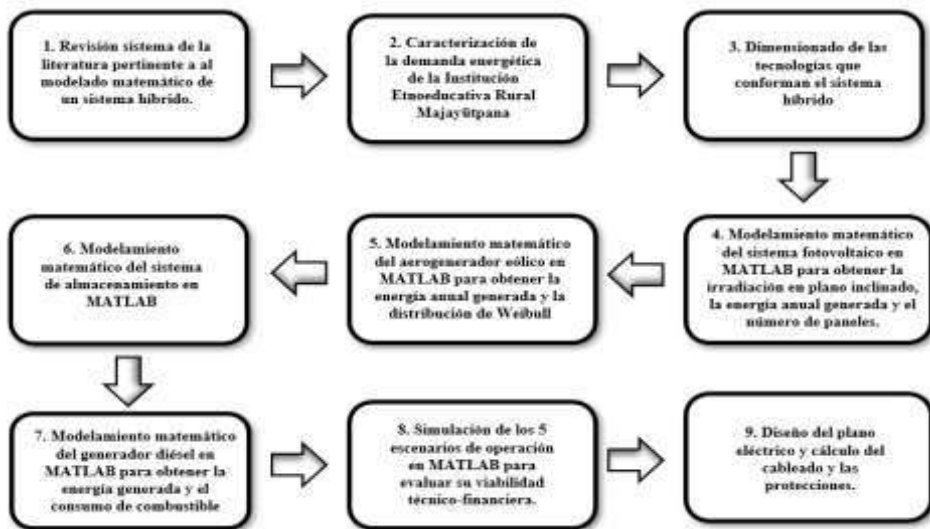 1. Revisión sistema de la
literatura pertinente a al
modelado matemático de
un sistema híbrido.
2. Caracterización de
la demanda energética
de la Institución
Etnoeducativa Rural
Majayütpana
3. Dimensionado de las
tecnologías que
conforman el sistema
híbrido
4. Modelamiento matemático
del sistema fotovoltaico en
MATLAB para obtener la
irradiación en plano inclinado,
la energía anual generada y el
número de paneles.
5. Modelamiento matemático
del aerogenerador eólico en
MATLAB para obtener la
energía anual generada y la
distribución de Weibull
6. Modelamiento
matemático del sistema
de almacenamiento en
MATLAB
7. Modelamiento matemático
del generador diésel en
MATLAB para obtener la
energía generada y el
consumo de combustible
8. Simulación de los 5
escenarios de operación
en MATLAB para
evaluar su viabilidad
técnico-financiera.
9. Diseño del plano
eléctrico y cálculo del
cableado y las
protecciones.